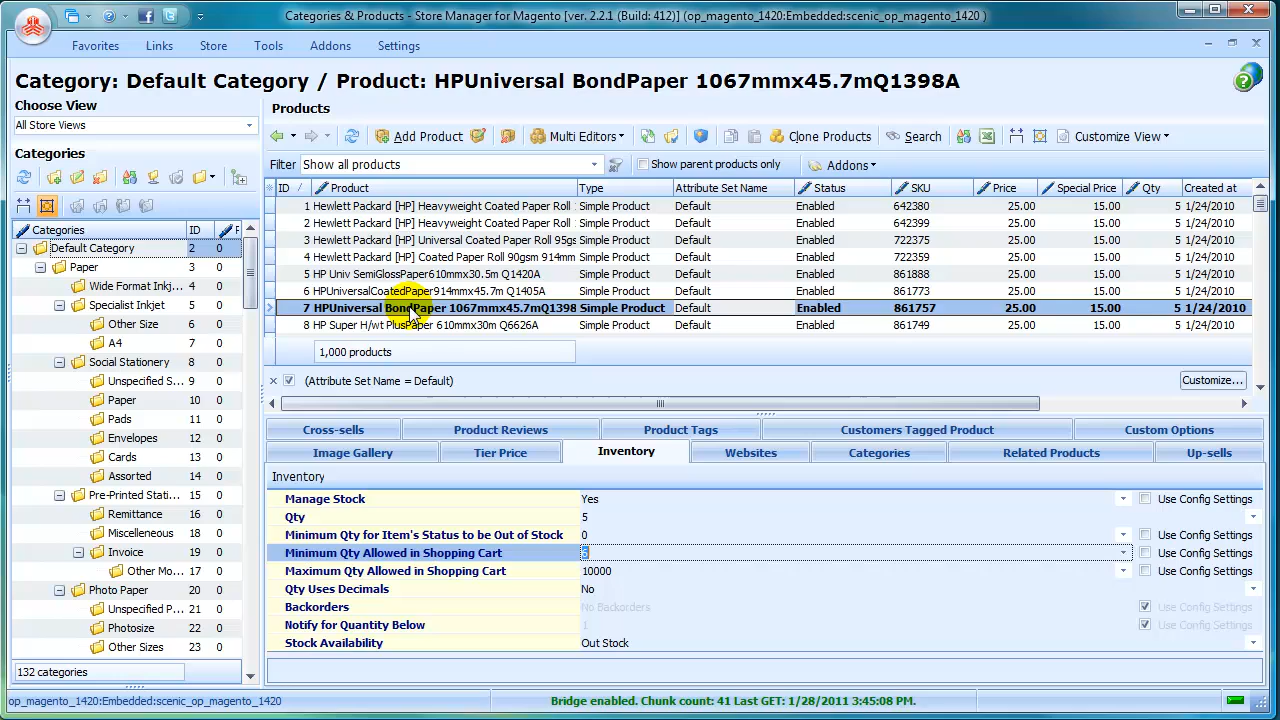 Categories & Products - Store Manager for Magento [ver. 2.2.1 (Build: 412)] (op_magento_1420:Embedded:scenic_op_magento_1420 )
Favorites Links Store Tools Addons Settings
Category: Default Category / Product: HPUniversal BondPaper 1067mmx45.7mQ1398A
Choose View
All Store Views
Categories
Categories ID
Default Category 2 0
Paper 3 0
Wide Format Inkj... 4 0
Specialist Inkjet 5 0
Other Size 6 0
A4 7 0
Social Stationery 8 0
Unspecified S... 9 0
Paper 10 0
Pads 11 0
Envelopes 12 0
Cards 13 0
Assorted 14 0
Pre-Printed Stati... 15 0
Remittance 16 0
Miscellaneous 18 0
Invoice 19 0
Other Mo... 17 0
Photo Paper 20 0
Unspecified P... 21 0
Photosize 22 0
Other Sizes 23 0
132 categories
Products
Add Product Multi Editors Clone Products Search Customize View
Filter Show all products Show parent products only Addons
ID Product Type Attribute Set Name Status SKU Price Special Price Qty Created at
1 Hewlett Packard [HP] Heavyweight Coated Paper Roll Simple Product Default Enabled 642380 25.00 15.00 5 1/24/2010
2 Hewlett Packard [HP] Heavyweight Coated Paper Roll Simple Product Default Enabled 642399 25.00 15.00 5 1/24/2010
3 Hewlett Packard [HP] Universal Coated Paper Roll 95gs Simple Product Default Enabled 722375 25.00 15.00 5 1/24/2010
4 Hewlett Packard [HP] Coated Paper Roll 90gsm 914mm Simple Product Default Enabled 722359 25.00 15.00 5 1/24/2010
5 HP Univ SemiGlossPaper610mmx30.5m Q1420A Simple Product Default Enabled 861888 25.00 15.00 5 1/24/2010
6 HPUniversalCoatedPaper914mmx45.7m Q1405A Simple Product Default Enabled 861773 25.00 15.00 5 1/24/2010
7 HPUniversal BondPaper 1067mmx45.7mQ1398 Simple Product Default Enabled 861757 25.00 15.00 5 1/24/2010
8 HP Super H/wt PlusPaper 610mmx30m Q6626A Simple Product Default Enabled 861749 25.00 15.00 5 1/24/2010
1,000 products
(Attribute Set Name = Default) Customize...
Cross-sells Product Reviews Product Tags Customers Tagged Product Custom Options
Image Gallery Tier Price Inventory Websites Categories Related Products Up-sells
Inventory
Manage Stock Yes Use Config Settings
Qty 5
Minimum Qty for Item's Status to be Out of Stock 0 Use Config Settings
Minimum Qty Allowed in Shopping Cart Use Config Settings
Maximum Qty Allowed in Shopping Cart 10000 Use Config Settings
Qty Uses Decimals No
Backorders No Backorders Use Config Settings
Notify for Quantity Below 1 Use Config Settings
Stock Availability Out Stock
op_magento_1420:Embedded:scenic_op_magento_1420 Bridge enabled. Chunk count: 41 Last GET: 1/28/2011 3:45:08 PM.